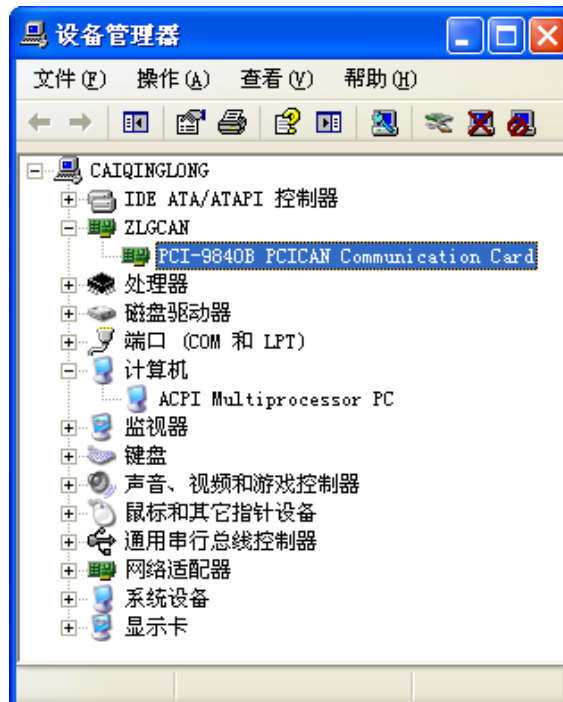 设备管理器
文件(F) 操作(A) 查看(V) 帮助(H)
CAIQINGLONG
IDE ATA/ATAPI 控制器
ZLGCAN
PCI-9840B PCICAN Communication Card
处理器
磁盘驱动器
端口 (COM 和 LPT)
计算机
ACPI Multiprocessor PC
监视器
键盘
声音、视频和游戏控制器
鼠标和其它指针设备
通用串行总线控制器
网络适配器
系统设备
显示卡